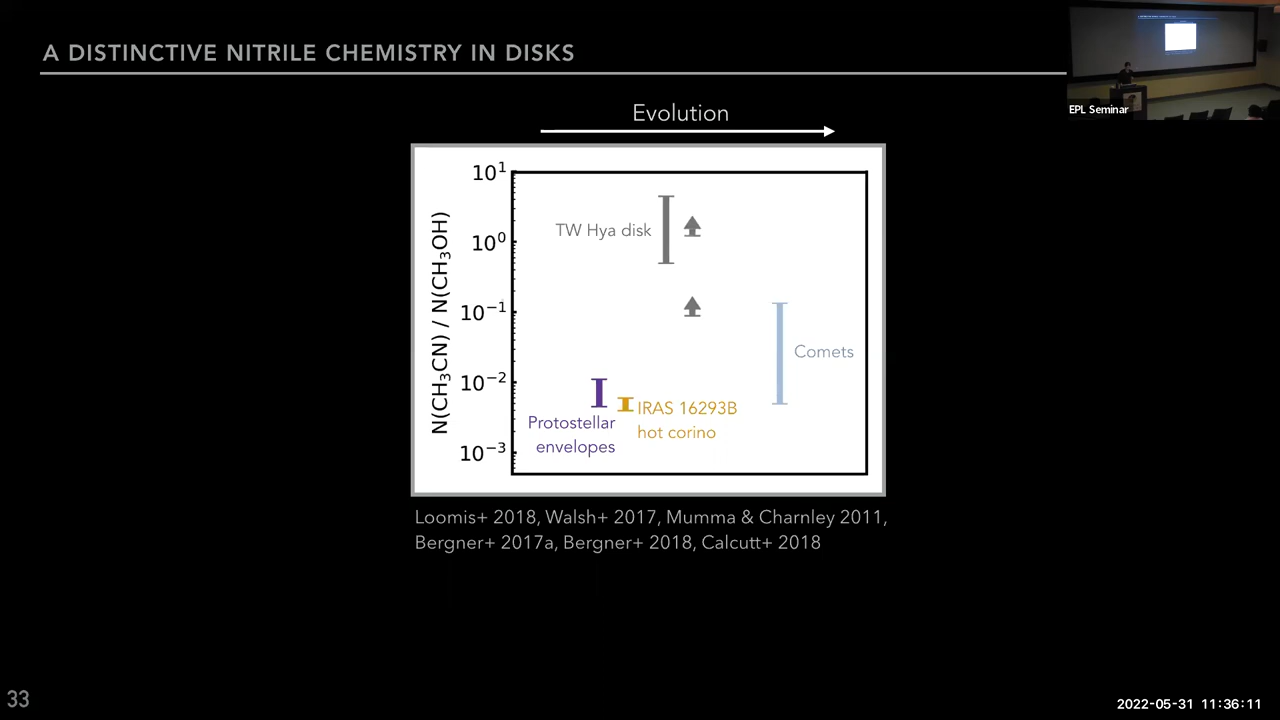 A DISTINCTIVE NITRILE CHEMISTRY IN DISKS
EPL Seminar
Evolution
10¹
10⁰
10⁻¹
10⁻²
10⁻³
N(CH₃CN) / N(CH₃OH)
TW Hya disk
Comets
IRAS 16293B
hot corino
Protostellar
envelopes
Loomis+ 2018, Walsh+ 2017, Mumma & Charnley 2011,
Bergner+ 2017a, Bergner+ 2018, Calcutt+ 2018
33
2022-05-31 11:36:11